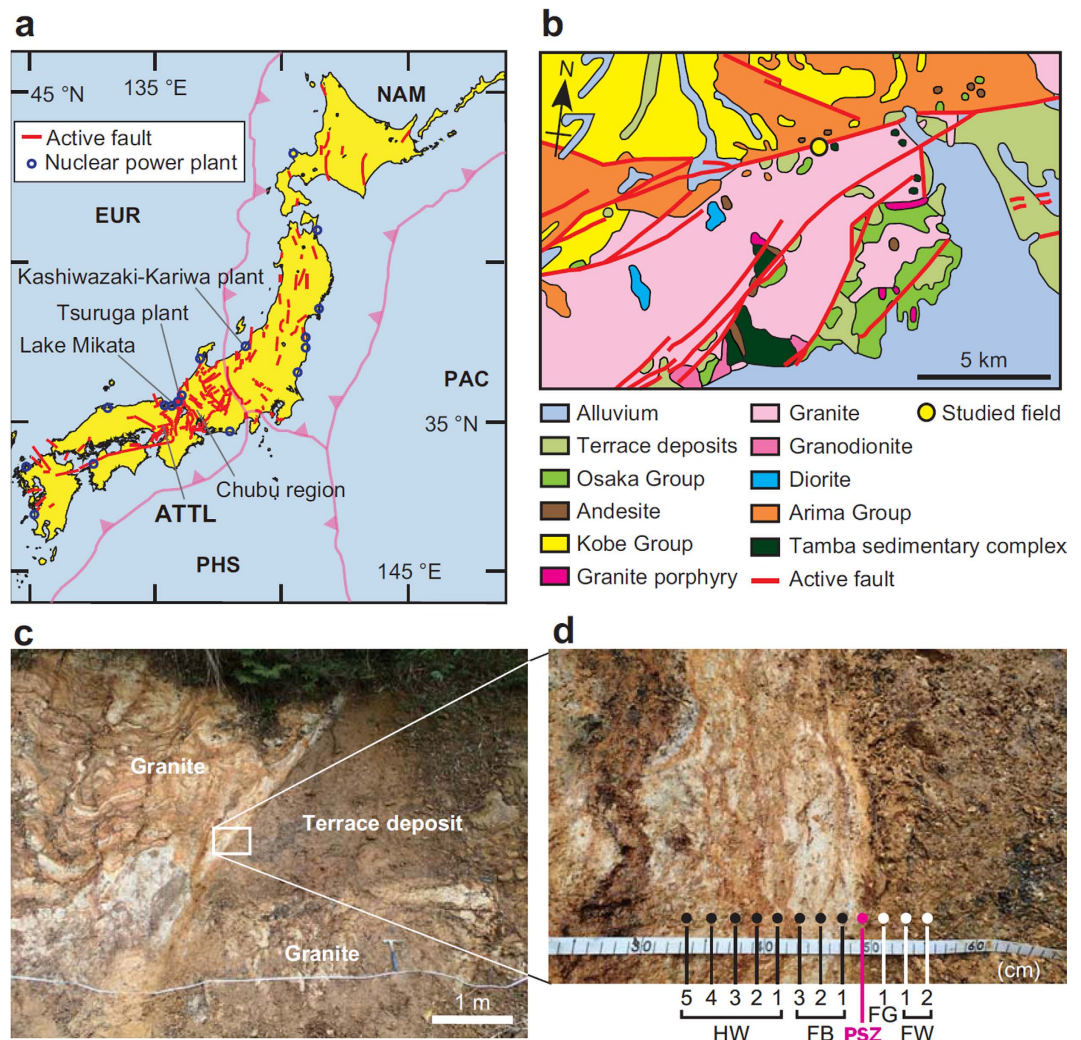 a
45 °N
135 °E
NAM
Active fault
Nuclear power plant
EUR
Kashiwazaki-Kariwa plant
Tsuruga plant
Lake Mikata
PAC
35 °N
Chubu region
ATTL
PHS
145 °E
b
N
5 km
Alluvium
Terrace deposits
Osaka Group
Andesite
Kobe Group
Granite porphyry
Granite
Granodionite
Diorite
Arima Group
Tamba sedimentary complex
Active fault
Studied field
c
Granite
Terrace deposit
Granite
1 m
d
30 40 50 60
(cm)
5 4 3 2 1 3 2 1 1 1 2
HW FB PSZ FG FW